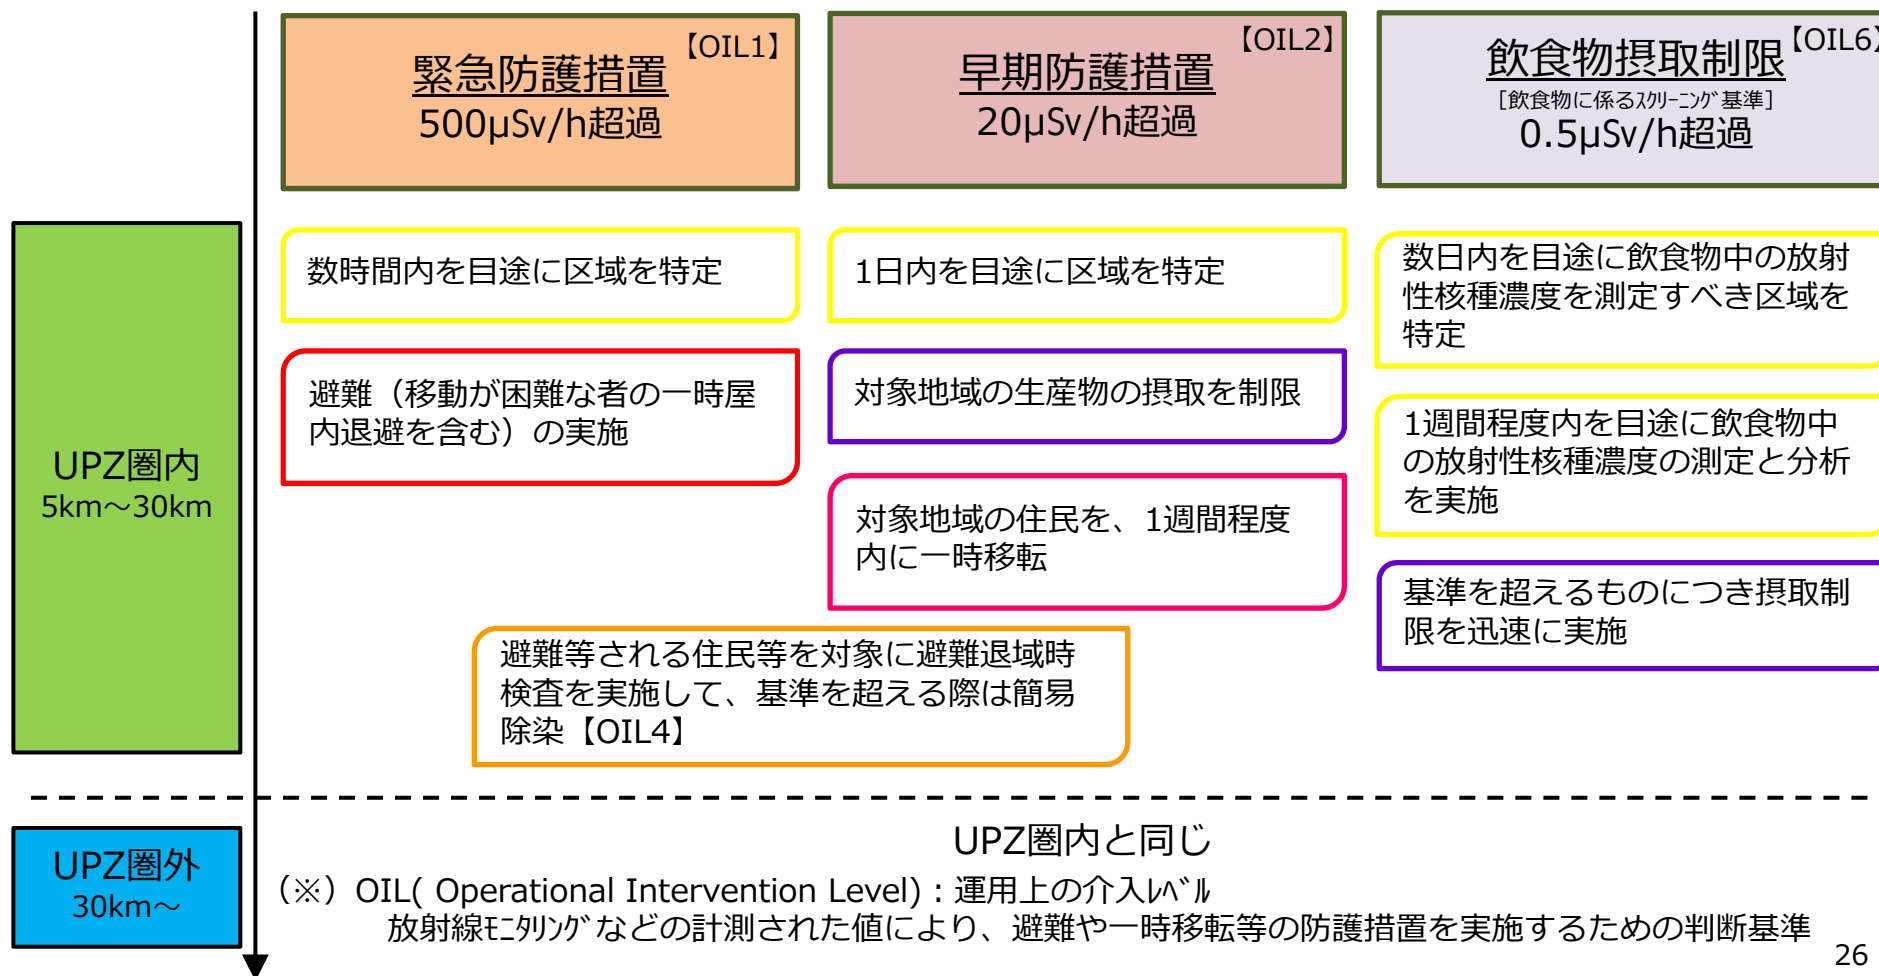 【OIL1】
緊急防護措置
500μSv/h超過
【OIL2】
早期防護措置
20μSv/h超過
【OIL6】
飲食物摂取制限
[飲食物に係るｽｸﾘｰﾆﾝｸﾞ基準]
0.5μSv/h超過
UPZ圏内
5km～30km
数時間内を目途に区域を特定
避難（移動が困難な者の一時屋
内退避を含む）の実施
1日内を目途に区域を特定
対象地域の生産物の摂取を制限
対象地域の住民を、1週間程度
内に一時移転
数日内を目途に飲食物中の放射
性核種濃度を測定すべき区域を
特定
1週間程度内を目途に飲食物中
の放射性核種濃度の測定と分析
を実施
基準を超えるものにつき摂取制
限を迅速に実施
避難等される住民等を対象に避難退域時
検査を実施して、基準を超える際は簡易
除染【OIL4】
UPZ圏外
30km～
UPZ圏内と同じ
（※）OIL( Operational Intervention Level)：運用上の介入ﾚﾍﾞﾙ
放射線ﾓﾆﾀﾘﾝｸﾞなどの計測された値により、避難や一時移転等の防護措置を実施するための判断基準
26